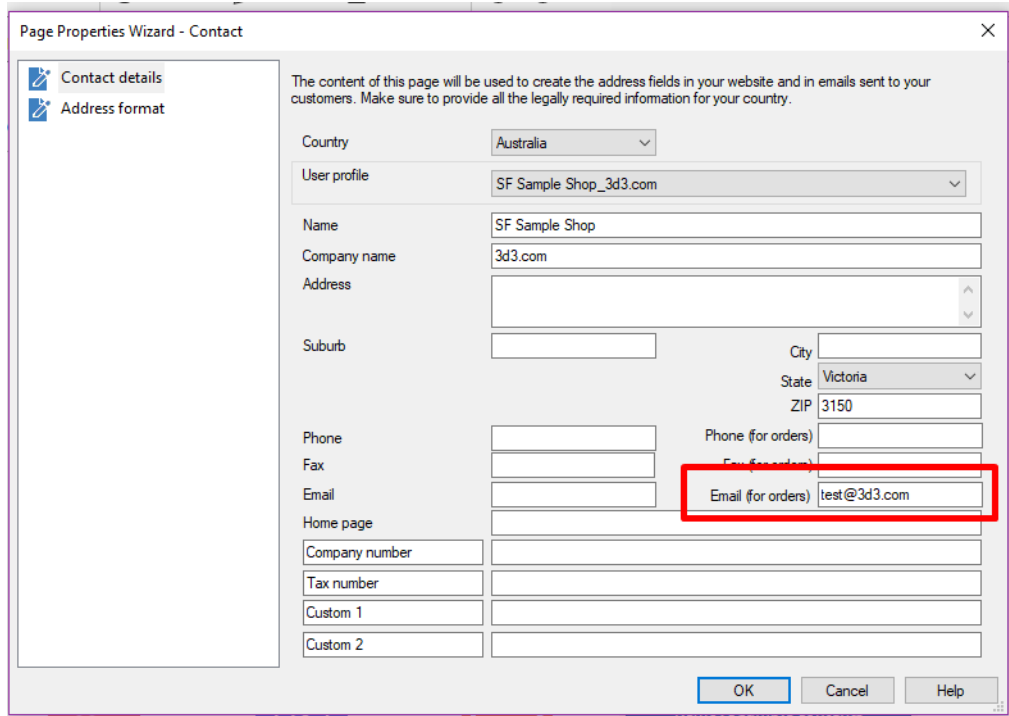 Page Properties Wizard - Contact
Contact details
Address format
The content of this page will be used to create the address fields in your website and in emails sent to your
customers. Make sure to provide all the legally required information for your country.
Country Australia
User profile SF Sample Shop_3d3.com
Name SF Sample Shop
Company name 3d3.com
Address
Suburb City
State Victoria
ZIP 3150
Phone Phone (for orders)
Fax Fax (for orders)
Email Email (for orders) test@3d3.com
Home page
Company number
Tax number
Custom 1
Custom 2
OK Cancel Help